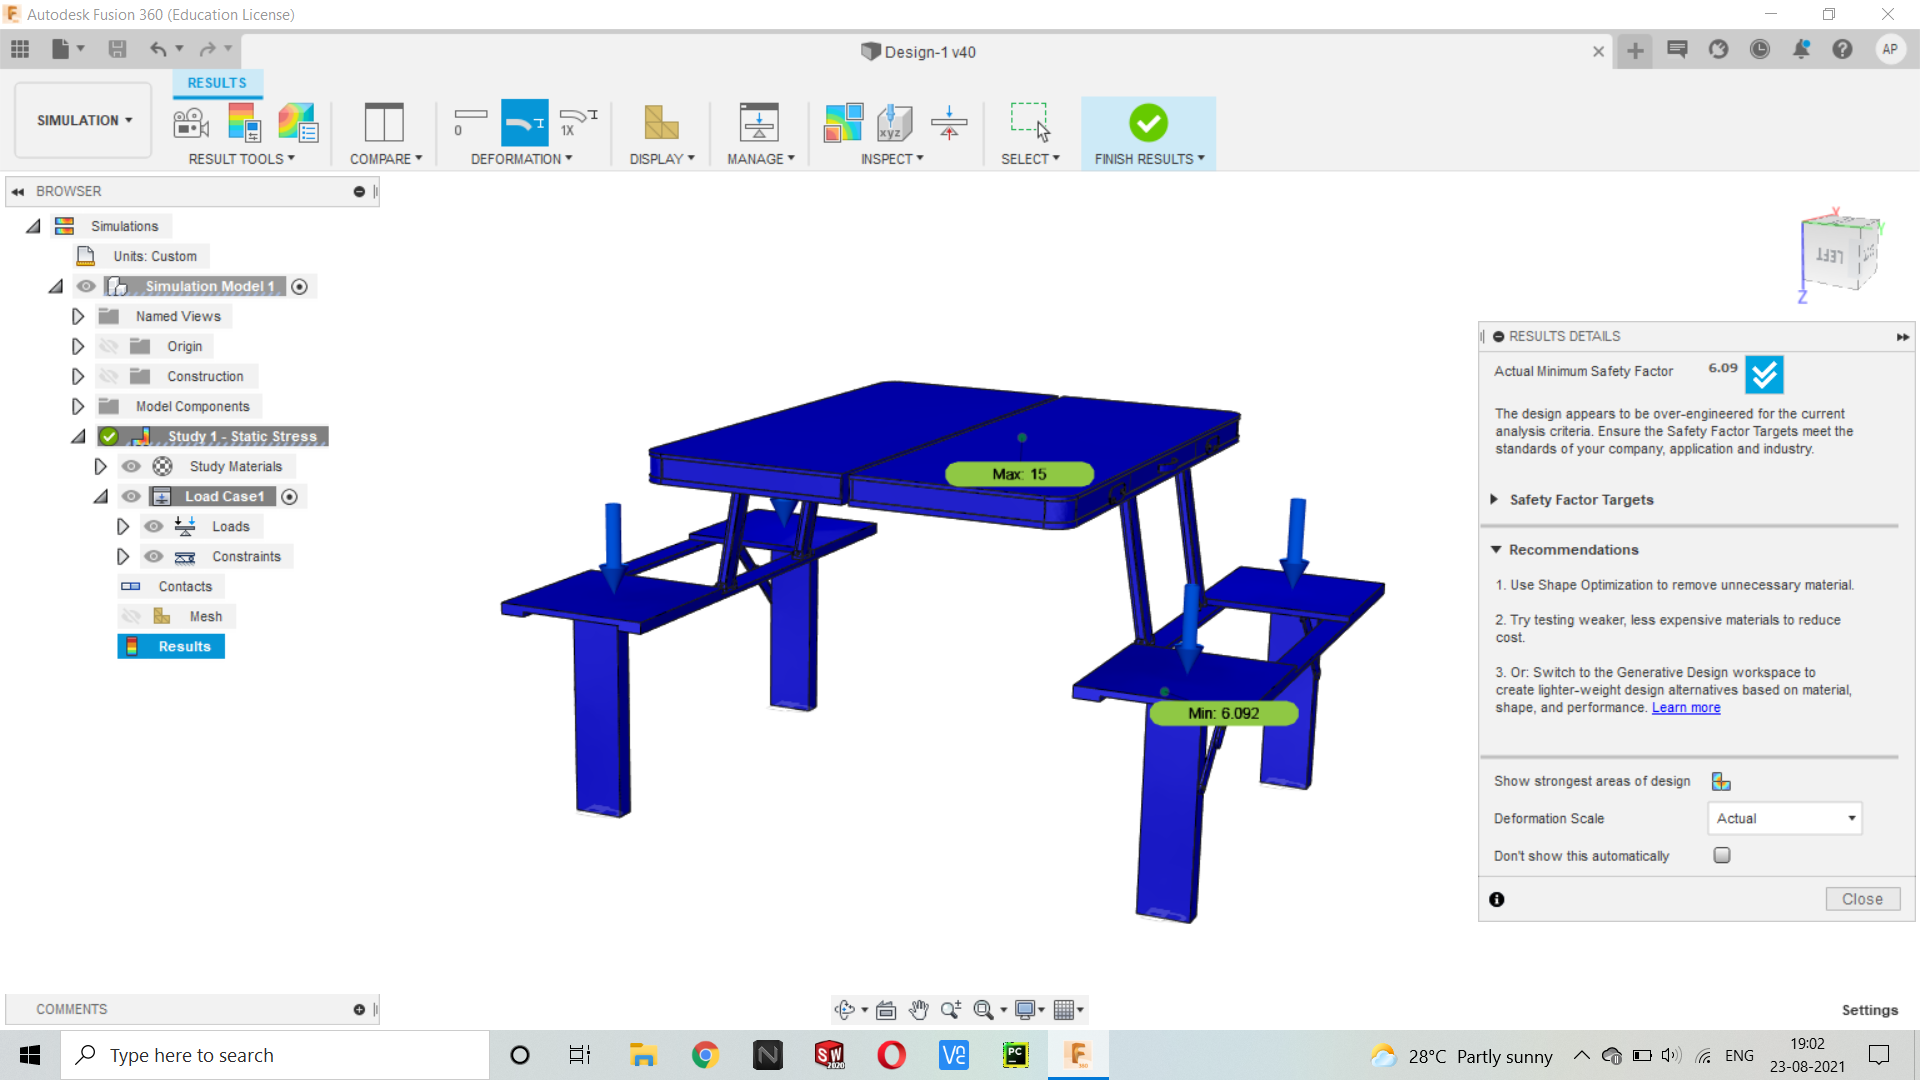 Autodesk Fusion 360 (Education License)
Design-1 v40
AP
RESULTS
SIMULATION
0
1X
xyz
RESULT TOOLS
COMPARE
DEFORMATION
DISPLAY
MANAGE
INSPECT
SELECT
FINISH RESULTS
BROWSER
Simulations
Units: Custom
Simulation Model 1
Named Views
Origin
Construction
Model Components
Study 1 - Static Stress
Study Materials
Load Case1
Loads
Constraints
Contacts
Mesh
Results
Max: 15
Min: 6.092
X
Y
LEFT
Z
RESULTS DETAILS
Actual Minimum Safety Factor 6.09
The design appears to be over-engineered for the current
analysis criteria. Ensure the Safety Factor Targets meet the
standards of your company, application and industry.
Safety Factor Targets
Recommendations
1. Use Shape Optimization to remove unnecessary material.
2. Try testing weaker, less expensive materials to reduce
cost.
3. Or: Switch to the Generative Design workspace to
create lighter-weight design alternatives based on material,
shape, and performance. Learn more
Show strongest areas of design
Deformation Scale Actual
Don't show this automatically
Close
COMMENTS
Settings
Type here to search
N
SW
2020
PC
F
360
28°C Partly sunny
ENG
19:02
23-08-2021